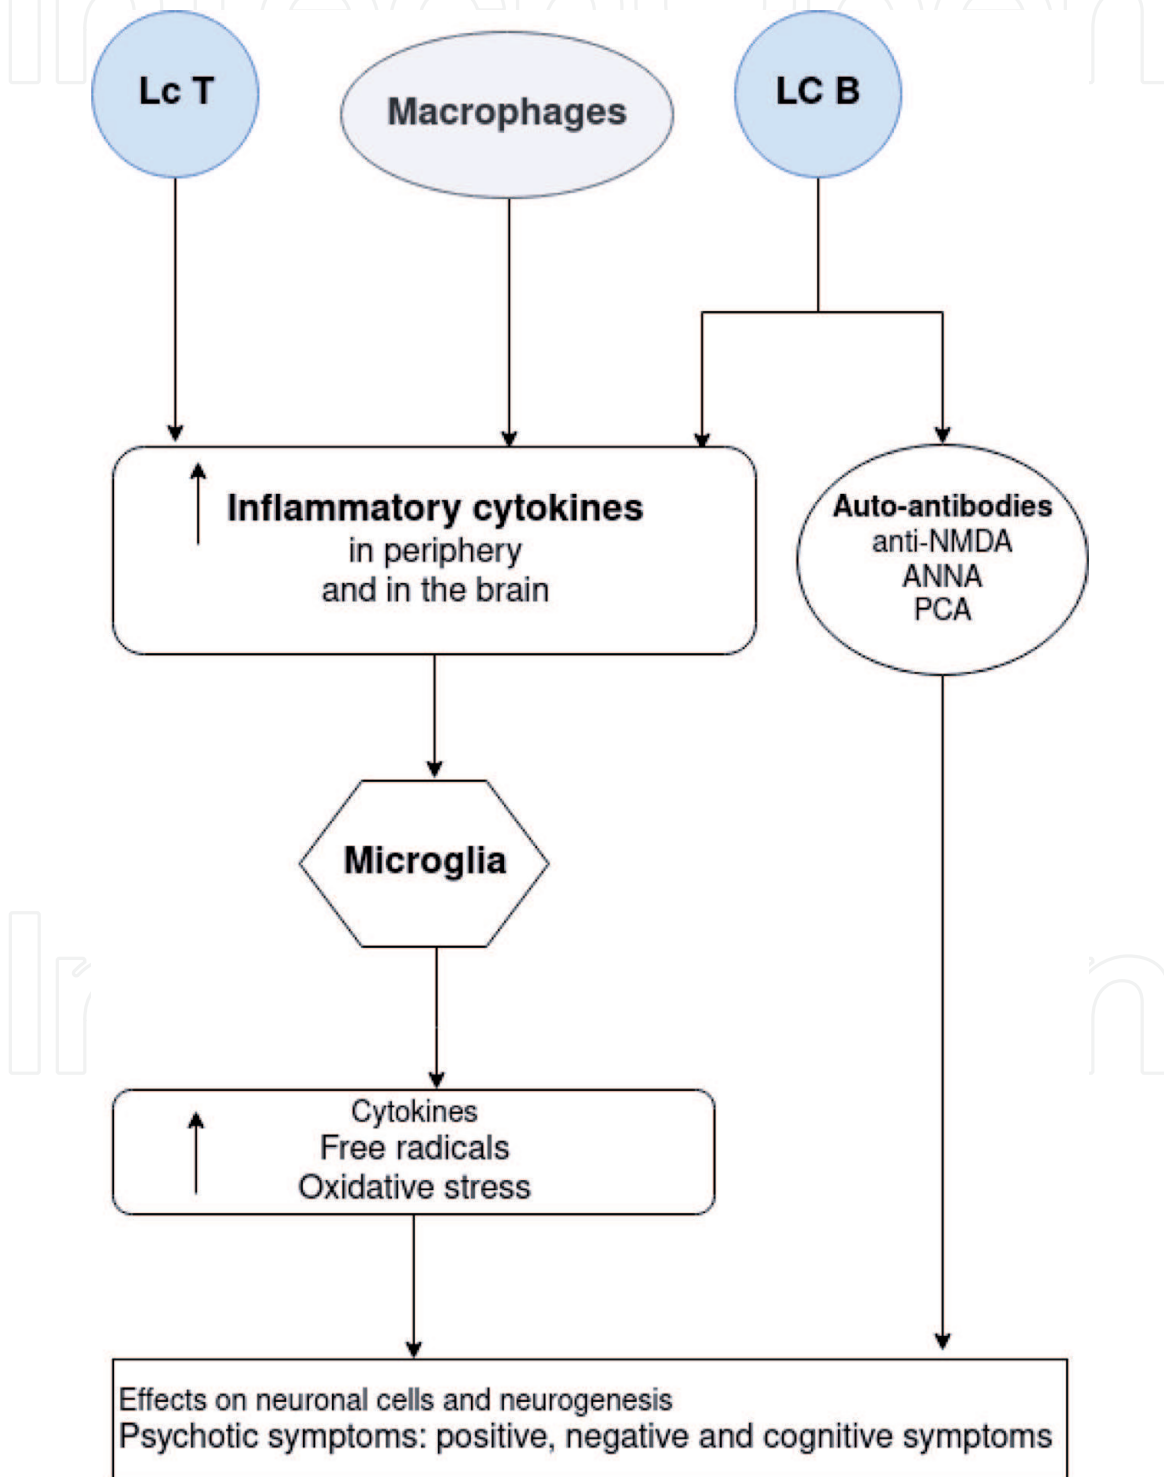 Lc T
Macrophages
LC B
Inflammatory cytokines
in periphery
and in the brain
Auto-antibodies
anti-NMDA
ANNA
PCA
Microglia
Cytokines
Free radicals
Oxidative stress
Effects on neuronal cells and neurogenesis
Psychotic symptoms: positive, negative and cognitive symptoms